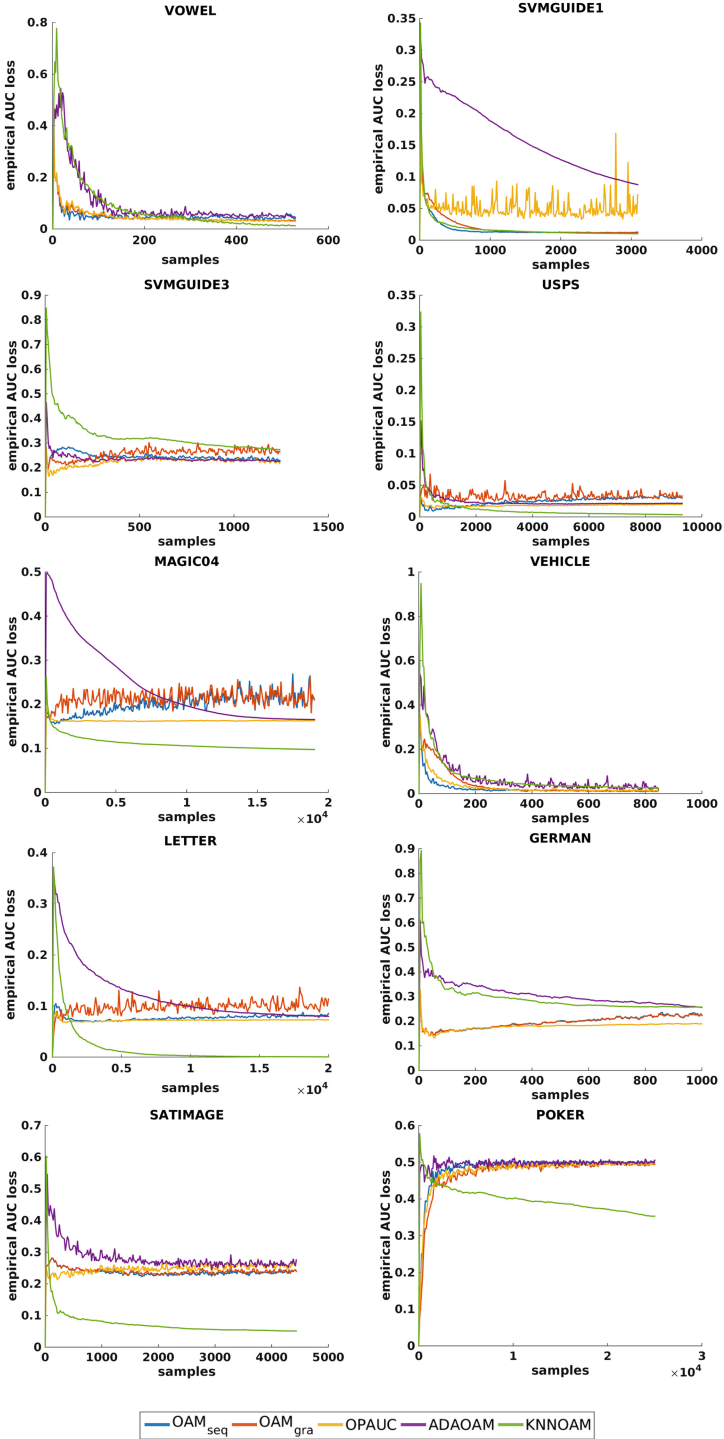 VOWEL
0.8
0.6
0.4
0.2
0
0 200 400 600
empirical AUC loss
samples
SVMGUIDE1
0.35
0.3
0.25
0.2
0.15
0.1
0.05
0
0 1000 2000 3000 4000
empirical AUC loss
samples
SVMGUIDE3
0.9
0.8
0.7
0.6
0.5
0.4
0.3
0.2
0.1
0
0 500 1000 1500
empirical AUC loss
samples
USPS
0.35
0.3
0.25
0.2
0.15
0.1
0.05
0
0 2000 4000 6000 8000 10000
empirical AUC loss
samples
MAGIC04
0.5
0.4
0.3
0.2
0.1
0
0 0.5 1 1.5 2
empirical AUC loss
samples ×10⁴
VEHICLE
1
0.8
0.6
0.4
0.2
0
0 200 400 600 800 1000
empirical AUC loss
samples
LETTER
0.4
0.3
0.2
0.1
0
0 0.5 1 1.5 2
empirical AUC loss
samples ×10⁴
GERMAN
0.9
0.8
0.7
0.6
0.5
0.4
0.3
0.2
0.1
0
0 200 400 600 800 1000
empirical AUC loss
samples
SATIMAGE
0.7
0.6
0.5
0.4
0.3
0.2
0.1
0
0 1000 2000 3000 4000 5000
empirical AUC loss
samples
POKER
0.6
0.5
0.4
0.3
0.2
0.1
0
0 1 2 3
empirical AUC loss
samples ×10⁴
OAM_seq OAM_gra OPAUC ADAOAM KNNOAM